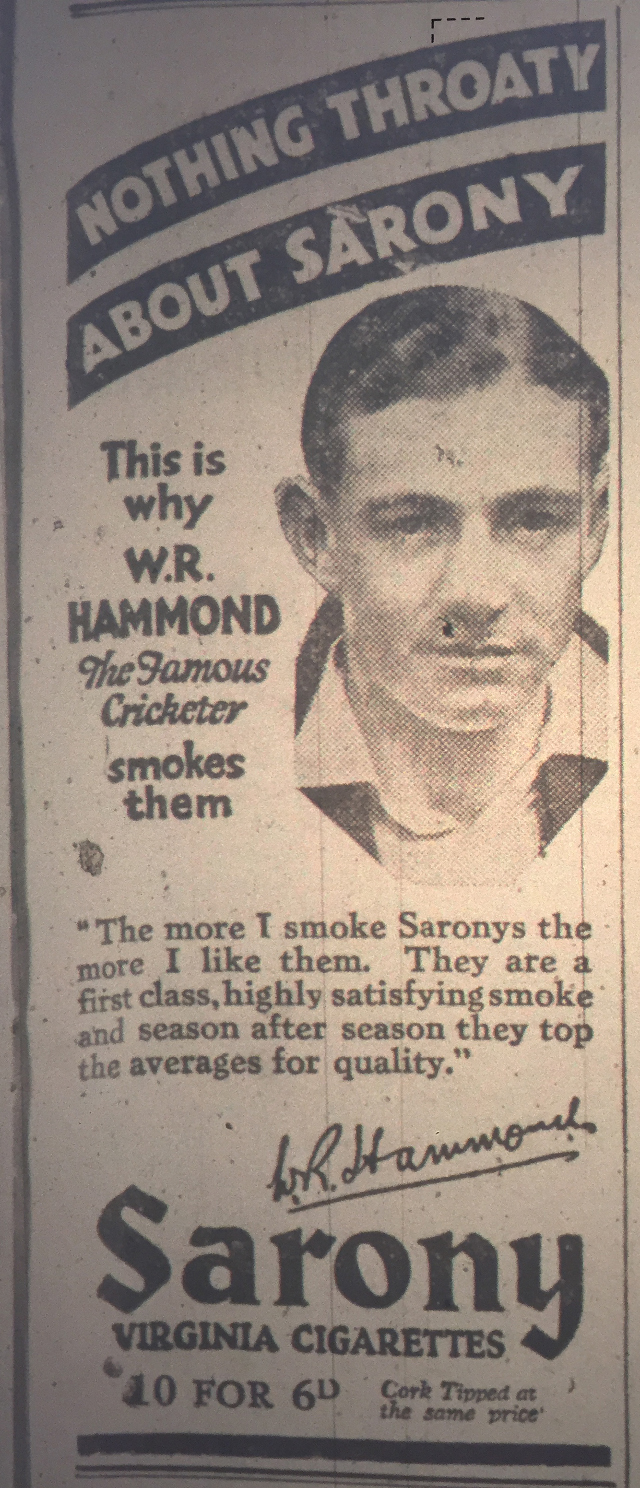 NOTHING THROATY
ABOUT SARONY
This is
why
W.R.
HAMMOND
The Famous
Cricketer
smokes
them
"The more I smoke Saronys the
more I like them. They are a
first class, highly satisfying smoke
and season after season they top
the averages for quality."
W.R. Hammond
Sarony
VIRGINIA CIGARETTES
10 FOR 6D
Cork Tipped at
the same price